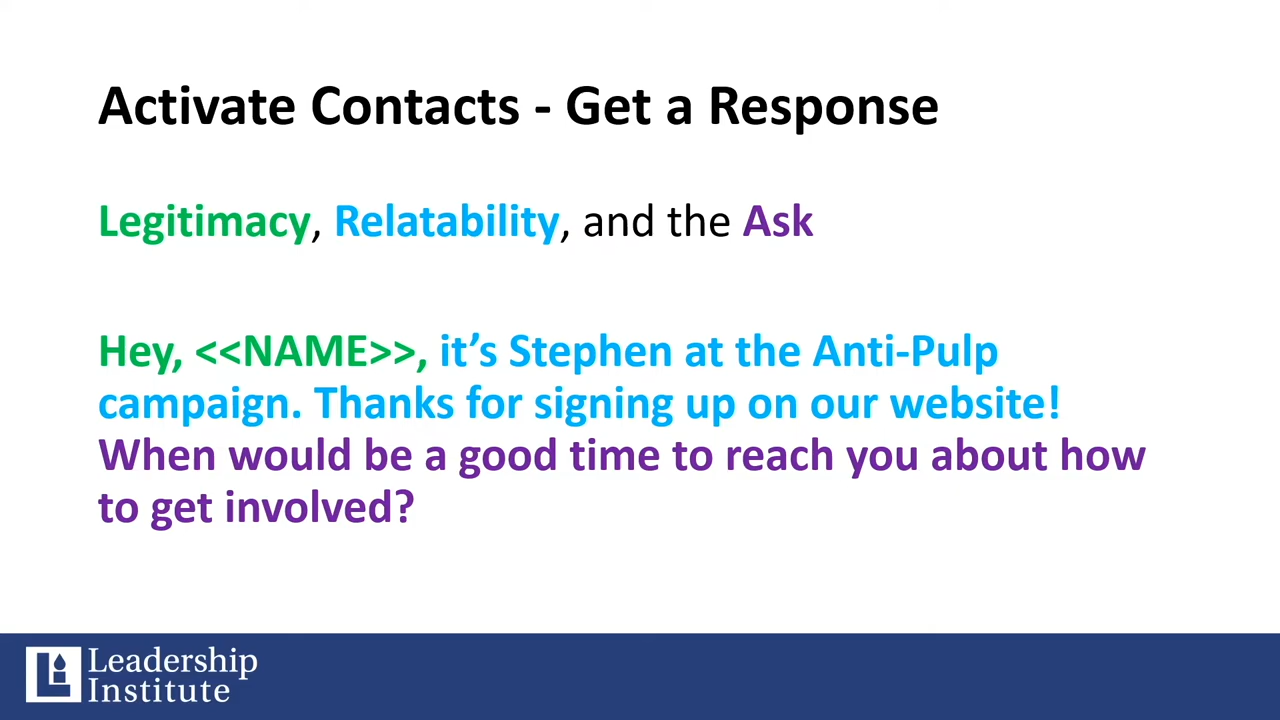 Activate Contacts - Get a Response
Legitimacy, Relatability, and the Ask
Hey, <<NAME>>, it’s Stephen at the Anti-Pulp
campaign. Thanks for signing up on our website!
When would be a good time to reach you about how
to get involved?
Leadership
Institute